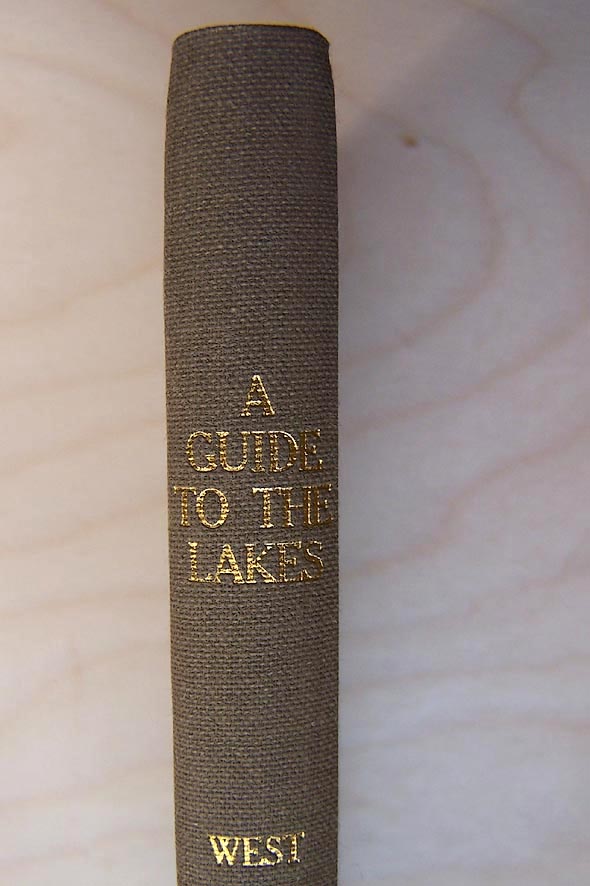 A
GUIDE
TO THE
LAKES
WEST